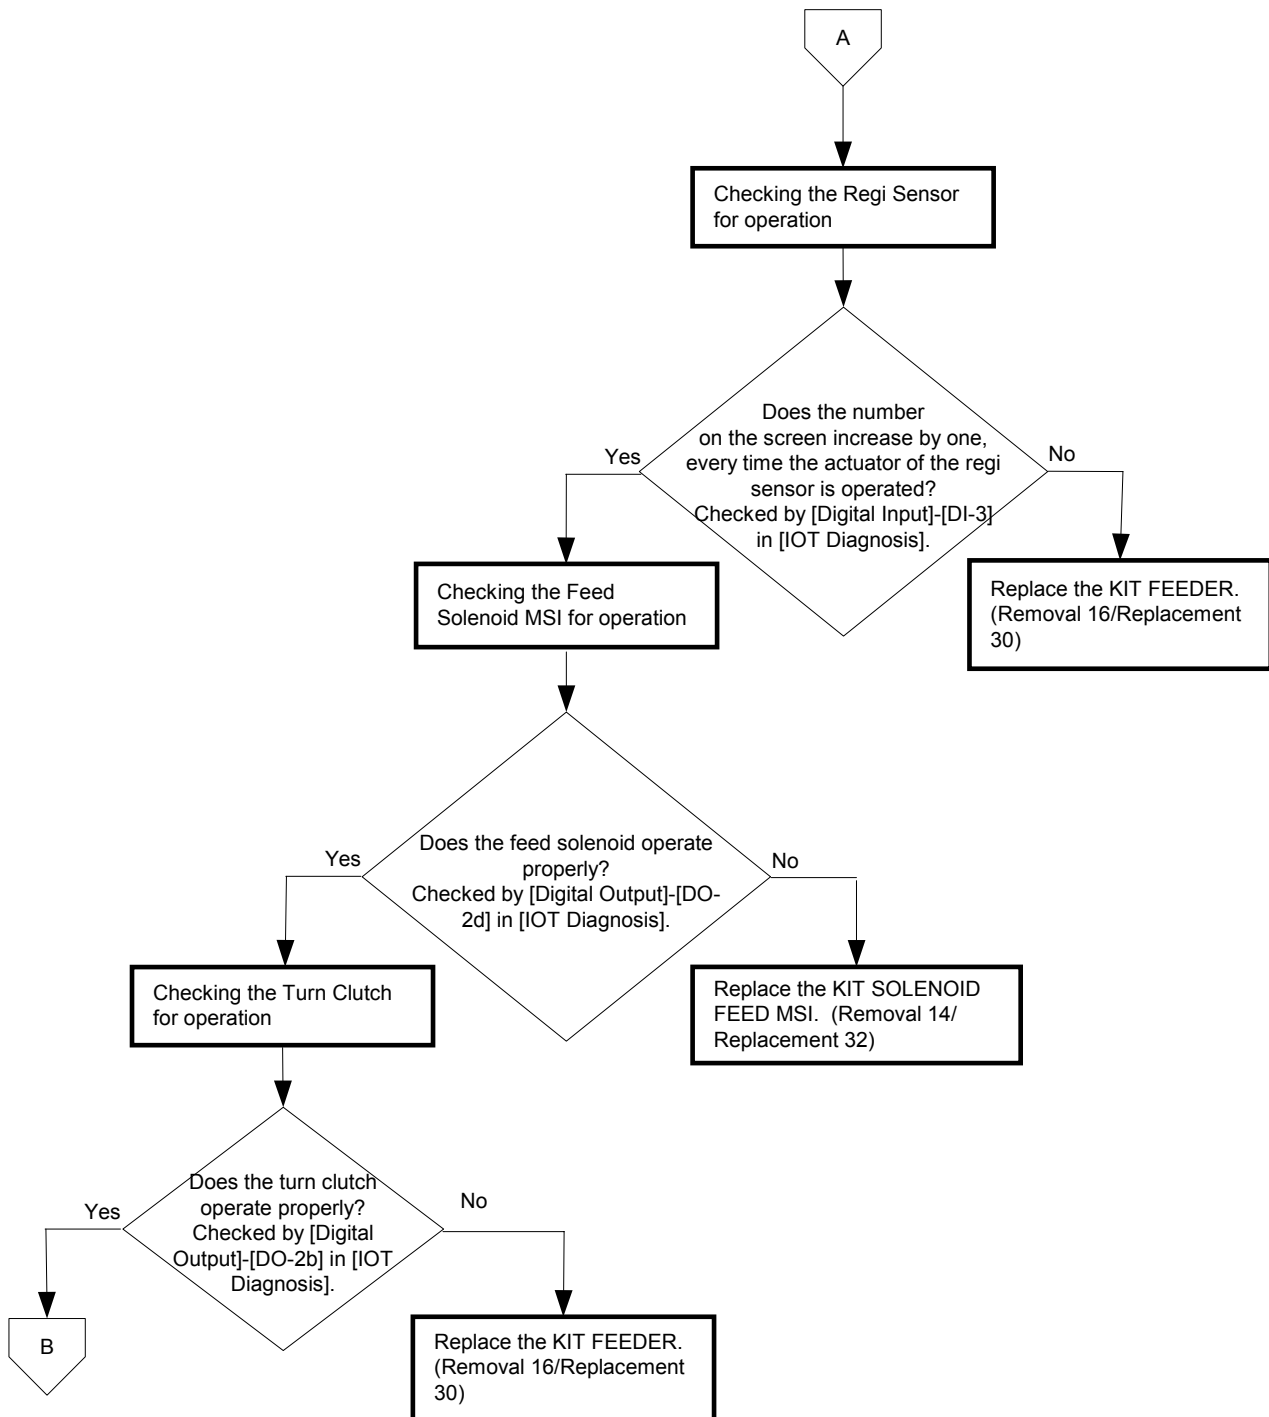 A
Checking the Regi Sensor
for operation
Does the number
on the screen increase by one,
every time the actuator of the regi
sensor is operated?
Checked by [Digital Input]-[DI-3]
in [IOT Diagnosis].
Yes
No
Checking the Feed
Solenoid MSI for operation
Replace the KIT FEEDER.
(Removal 16/Replacement
30)
Does the feed solenoid operate
properly?
Checked by [Digital Output]-[DO-
2d] in [IOT Diagnosis].
Yes
No
Checking the Turn Clutch
for operation
Replace the KIT SOLENOID
FEED MSI.  (Removal 14/
Replacement 32)
Does the turn clutch
operate properly?
Checked by [Digital
Output]-[DO-2b] in [IOT
Diagnosis].
Yes
No
B
Replace the KIT FEEDER.
(Removal 16/Replacement
30)